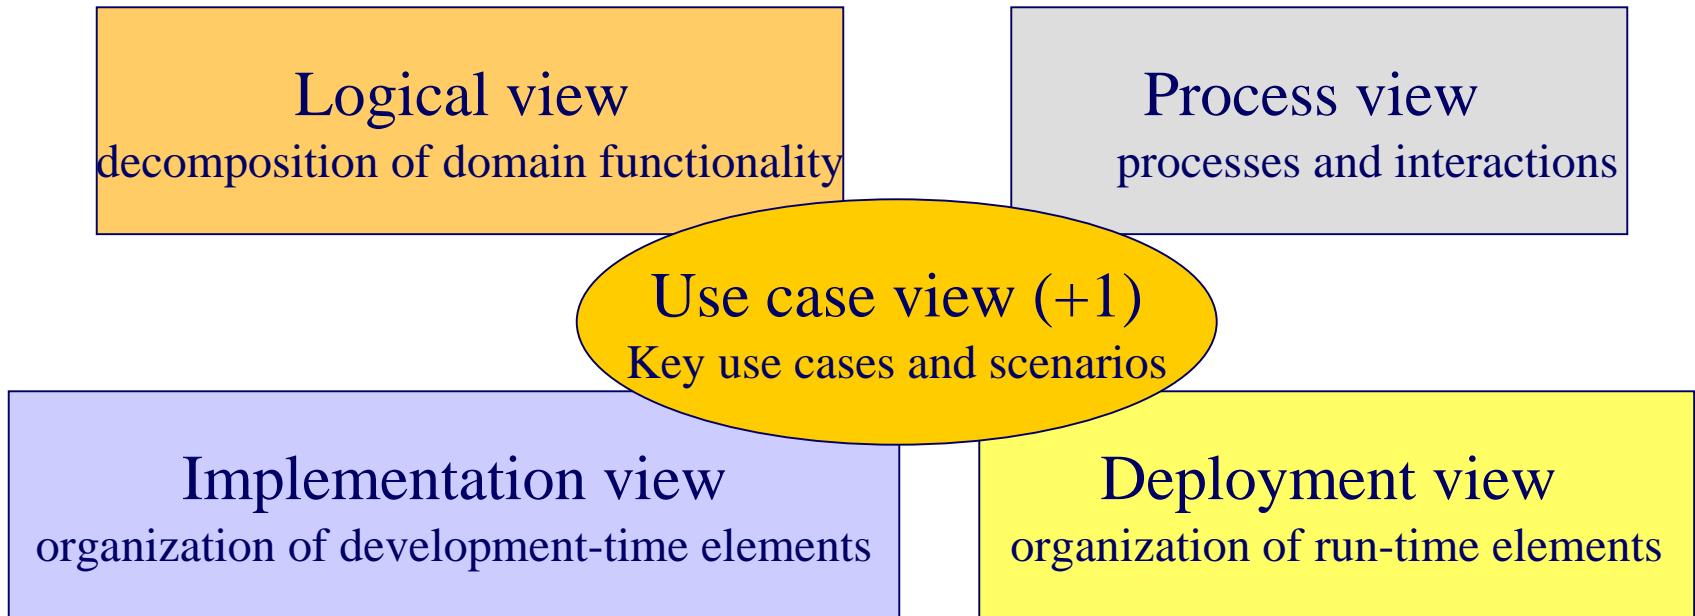 Logical view
decomposition of domain functionality
Process view
processes and interactions
Use case view (+1)
Key use cases and scenarios
Implementation view
organization of development-time elements
Deployment view
organization of run-time elements